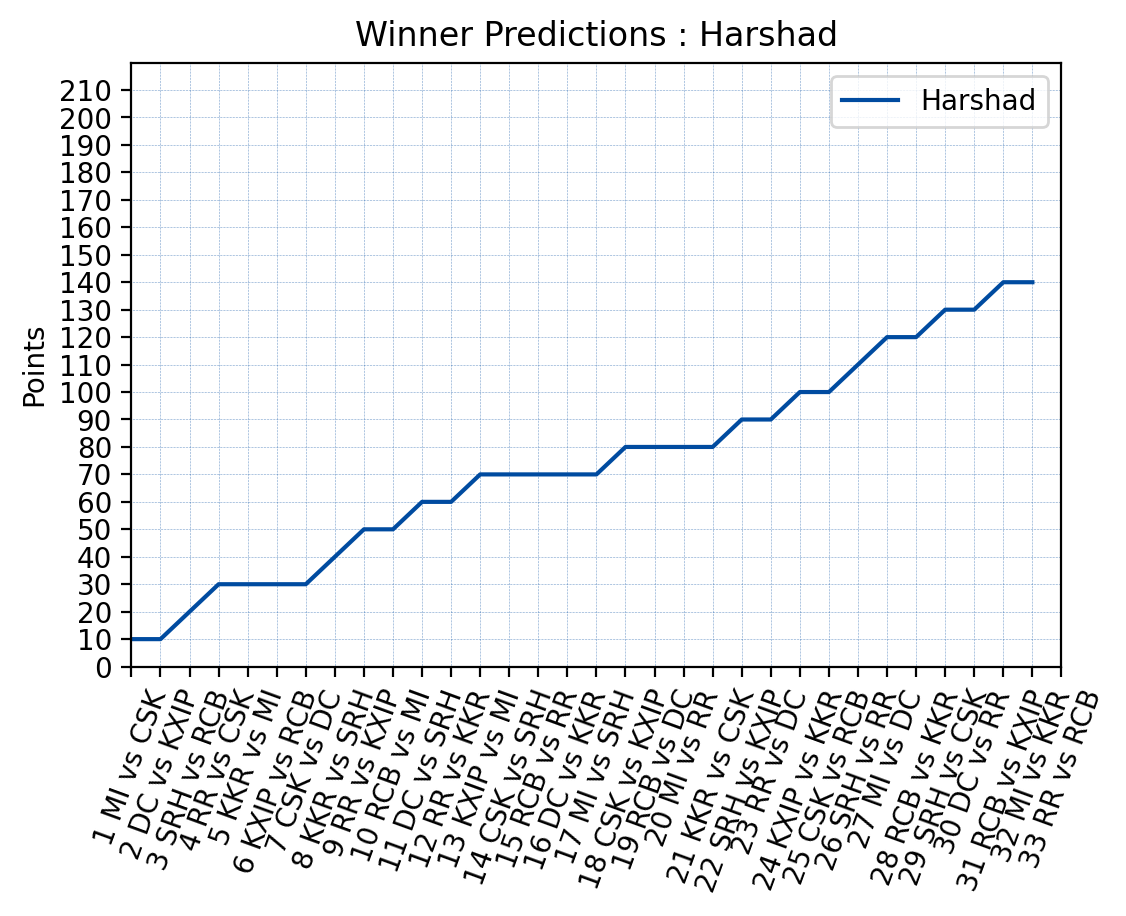 Winner Predictions : Harshad
Harshad
Points
210
200
190
180
170
160
150
140
130
120
110
100
90
80
70
60
50
40
30
20
10
0
1 MI vs CSK
2 DC vs KXIP
3 SRH vs RCB
4 RR vs CSK
5 KKR vs MI
6 KXIP vs RCB
7 CSK vs DC
8 KKR vs SRH
9 RR vs KXIP
10 RCB vs MI
11 DC vs SRH
12 RR vs KKR
13 KXIP vs MI
14 CSK vs SRH
15 RCB vs RR
16 DC vs KKR
17 MI vs SRH
18 CSK vs KXIP
19 RCB vs DC
20 MI vs RR
21 KKR vs CSK
22 SRH vs KXIP
23 RR vs DC
24 KXIP vs KKR
25 CSK vs RCB
26 SRH vs RR
27 MI vs DC
28 RCB vs KKR
29 SRH vs CSK
30 DC vs RR
31 RCB vs KXIP
32 MI vs KKR
33 RR vs RCB